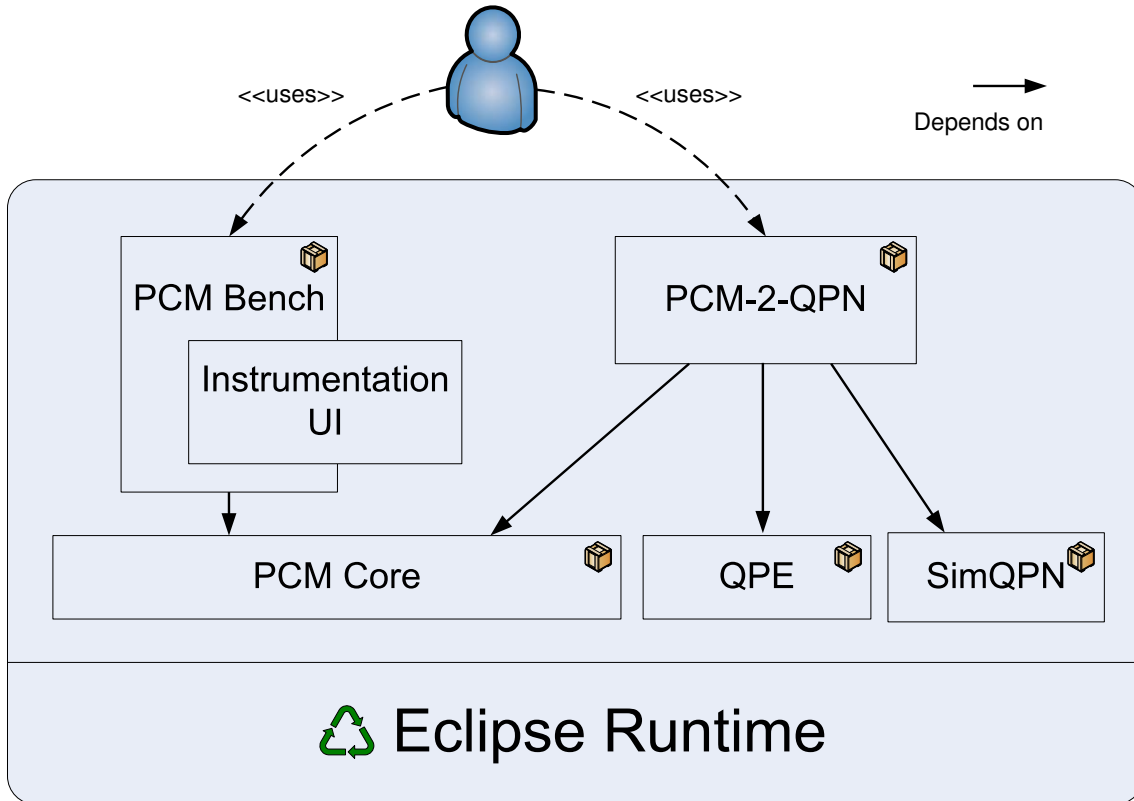 <<uses>>
<<uses>>
Depends on
PCM Bench
PCM-2-QPN
Instrumentation
UI
PCM Core
QPE
SimQPN
Eclipse Runtime